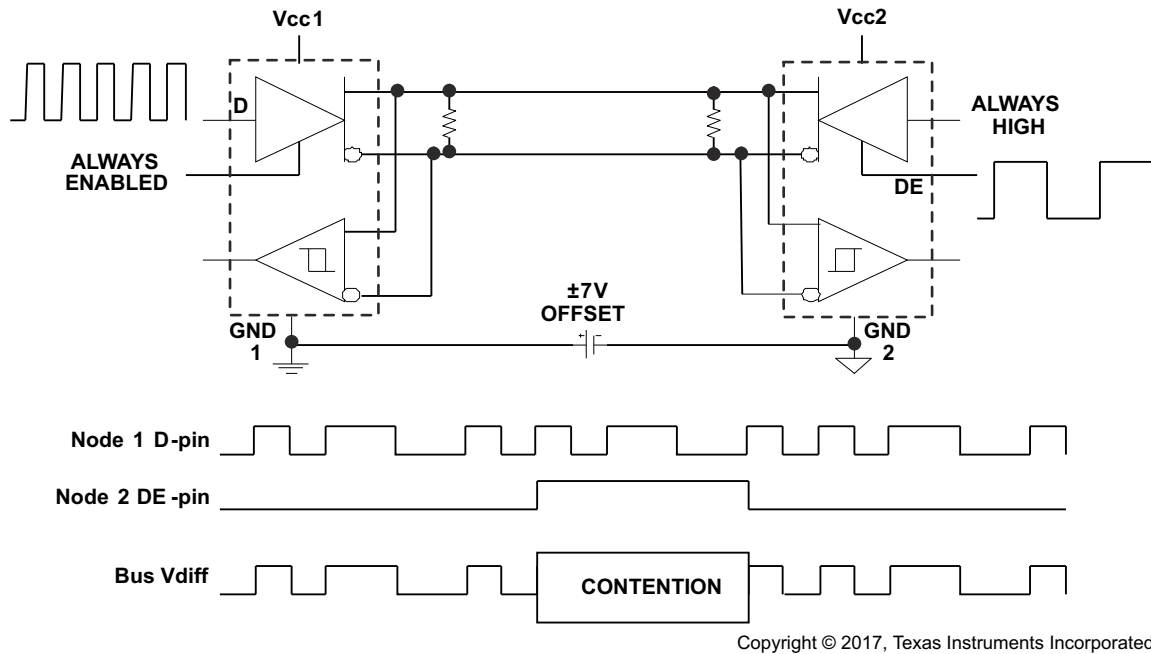 Vcc1
Vcc2
D
ALWAYS
ENABLED
ALWAYS
HIGH
DE
±7V
OFFSET
GND
1
GND
2
+ −
Node 1 D-pin
Node 2 DE-pin
Bus Vdiff
CONTENTION
Copyright © 2017, Texas Instruments Incorporated